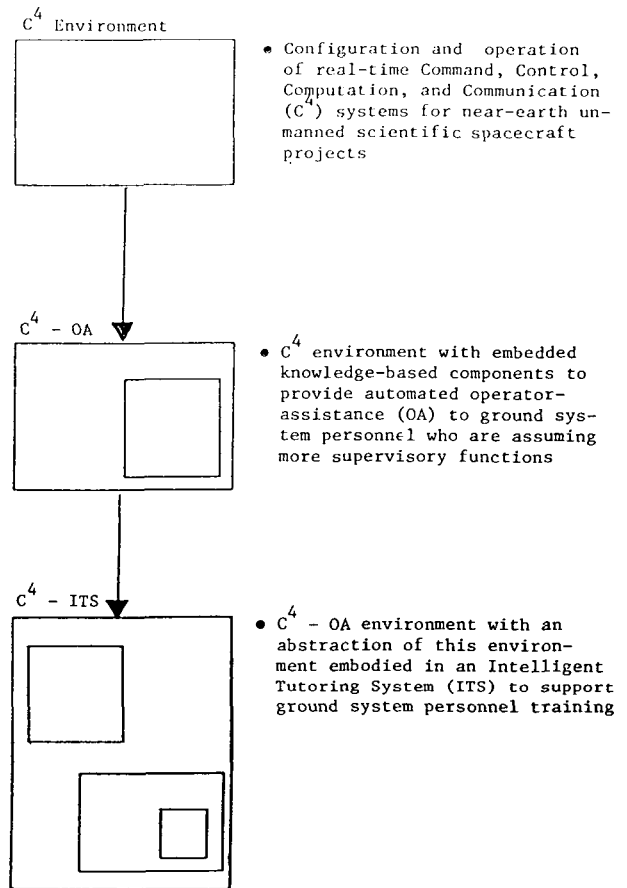 C⁴ Environment
• Configuration and operation
of real-time Command, Control,
Computation, and Communication
(C⁴) systems for near-earth un-
manned scientific spacecraft
projects
C⁴ - OA
• C⁴ environment with embedded
knowledge-based components to
provide automated operator-
assistance (OA) to ground sys-
tem personnel who are assuming
more supervisory functions
C⁴ - ITS
• C⁴ - OA environment with an
abstraction of this environ-
ment embodied in an Intelligent
Tutoring System (ITS) to support
ground system personnel training